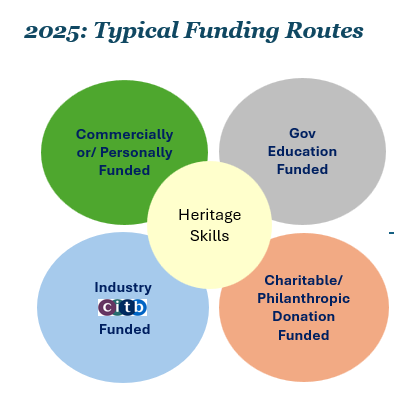 2025: Typical Funding Routes
Commercially
or/ Personally
Funded
Gov
Education
Funded
Heritage
Skills
Industry
citb
Funded
Charitable/
Philanthropic
Donation
Funded